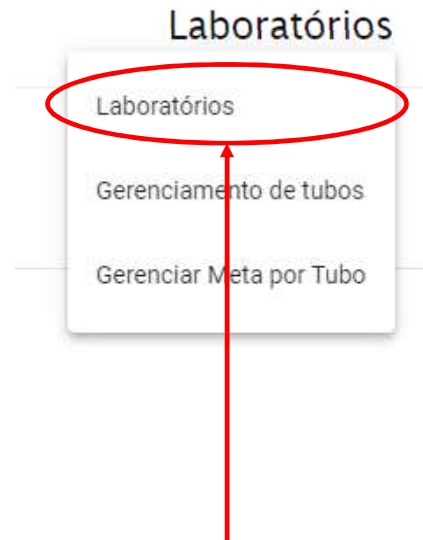 Laboratórios
Laboratórios
Gerenciamento de tubos
Gerenciar Meta por Tubo